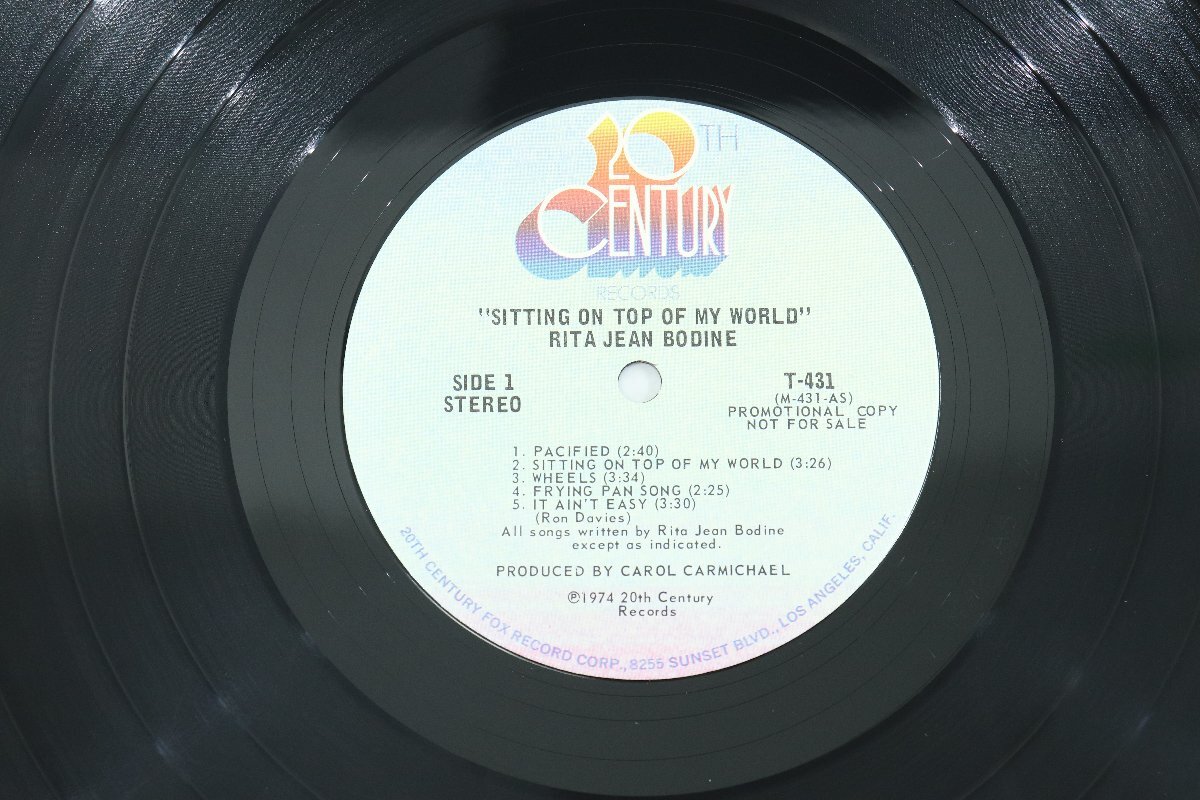 20TH
CENTURY
RECORDS
"SITTING ON TOP OF MY WORLD"
RITA JEAN BODINE
SIDE 1
STEREO
T-431
(M-431-AS)
PROMOTIONAL COPY
NOT FOR SALE
1. PACIFIED (2:40)
2. SITTING ON TOP OF MY WORLD (3:26)
3. WHEELS (3:34)
4. FRYING PAN SONG (2:25)
5. IT AIN'T EASY (3:30)
(Ron Davies)
All songs written by Rita Jean Bodine
except as indicated.
PRODUCED BY CAROL CARMICHAEL
℗1974 20th Century
Records
20TH CENTURY FOX RECORD CORP., 8255 SUNSET BLVD., LOS ANGELES, CALIF.